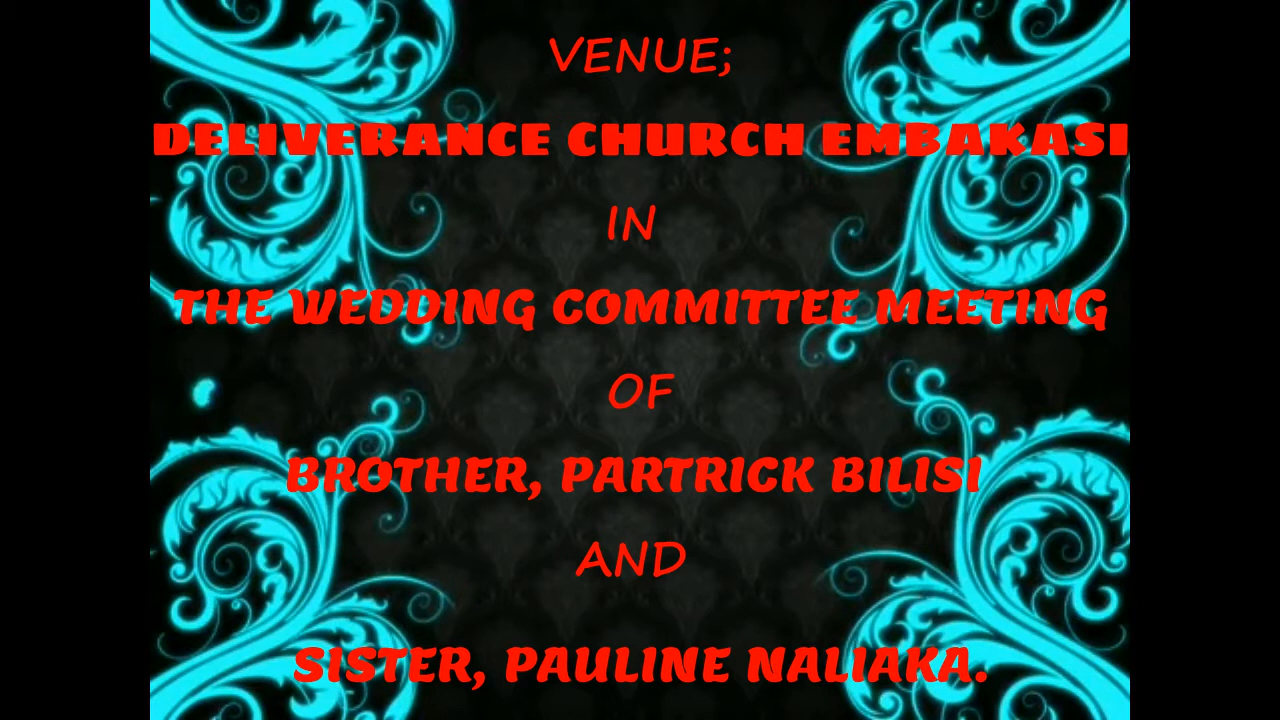 VENUE;
DELIVERANCE CHURCH EMBAKASI
IN
THE WEDDING COMMITTEE MEETING
OF
BROTHER, PARTRICK BILISI
AND
SISTER, PAULINE NALIAKA.